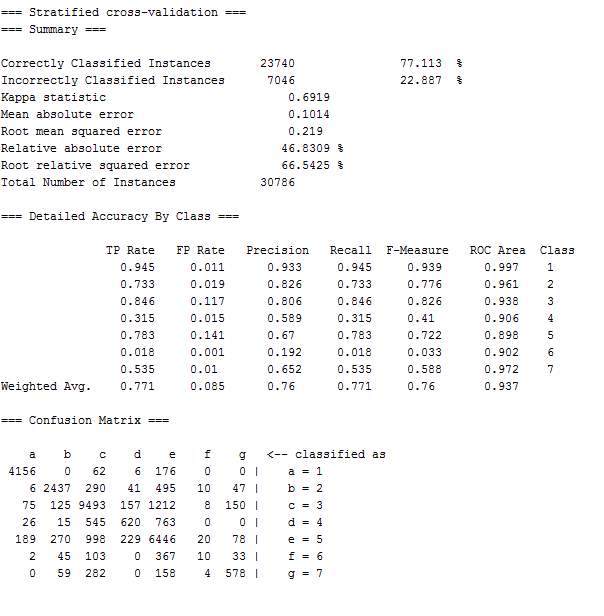 === Stratified cross-validation ===
=== Summary ===
Correctly Classified Instances 23740 77.113 %
Incorrectly Classified Instances 7046 22.887 %
Kappa statistic 0.6919
Mean absolute error 0.1014
Root mean squared error 0.219
Relative absolute error 46.8309 %
Root relative squared error 66.5425 %
Total Number of Instances 30786
=== Detailed Accuracy By Class ===
TP Rate FP Rate Precision Recall F-Measure ROC Area Class
0.945 0.011 0.933 0.945 0.939 0.997 1
0.733 0.019 0.826 0.733 0.776 0.961 2
0.846 0.117 0.806 0.846 0.826 0.938 3
0.315 0.015 0.589 0.315 0.41 0.906 4
0.783 0.141 0.67 0.783 0.722 0.898 5
0.018 0.001 0.192 0.018 0.033 0.902 6
0.535 0.01 0.652 0.535 0.588 0.972 7
Weighted Avg. 0.771 0.085 0.76 0.771 0.76 0.937
=== Confusion Matrix ===
a b c d e f g <-- classified as
4156 0 62 6 176 0 0 | a = 1
6 2437 290 41 495 10 47 | b = 2
75 125 9493 157 1212 8 150 | c = 3
26 15 545 620 763 0 0 | d = 4
189 270 998 229 6446 20 78 | e = 5
2 45 103 0 367 10 33 | f = 6
0 59 282 0 158 4 578 | g = 7